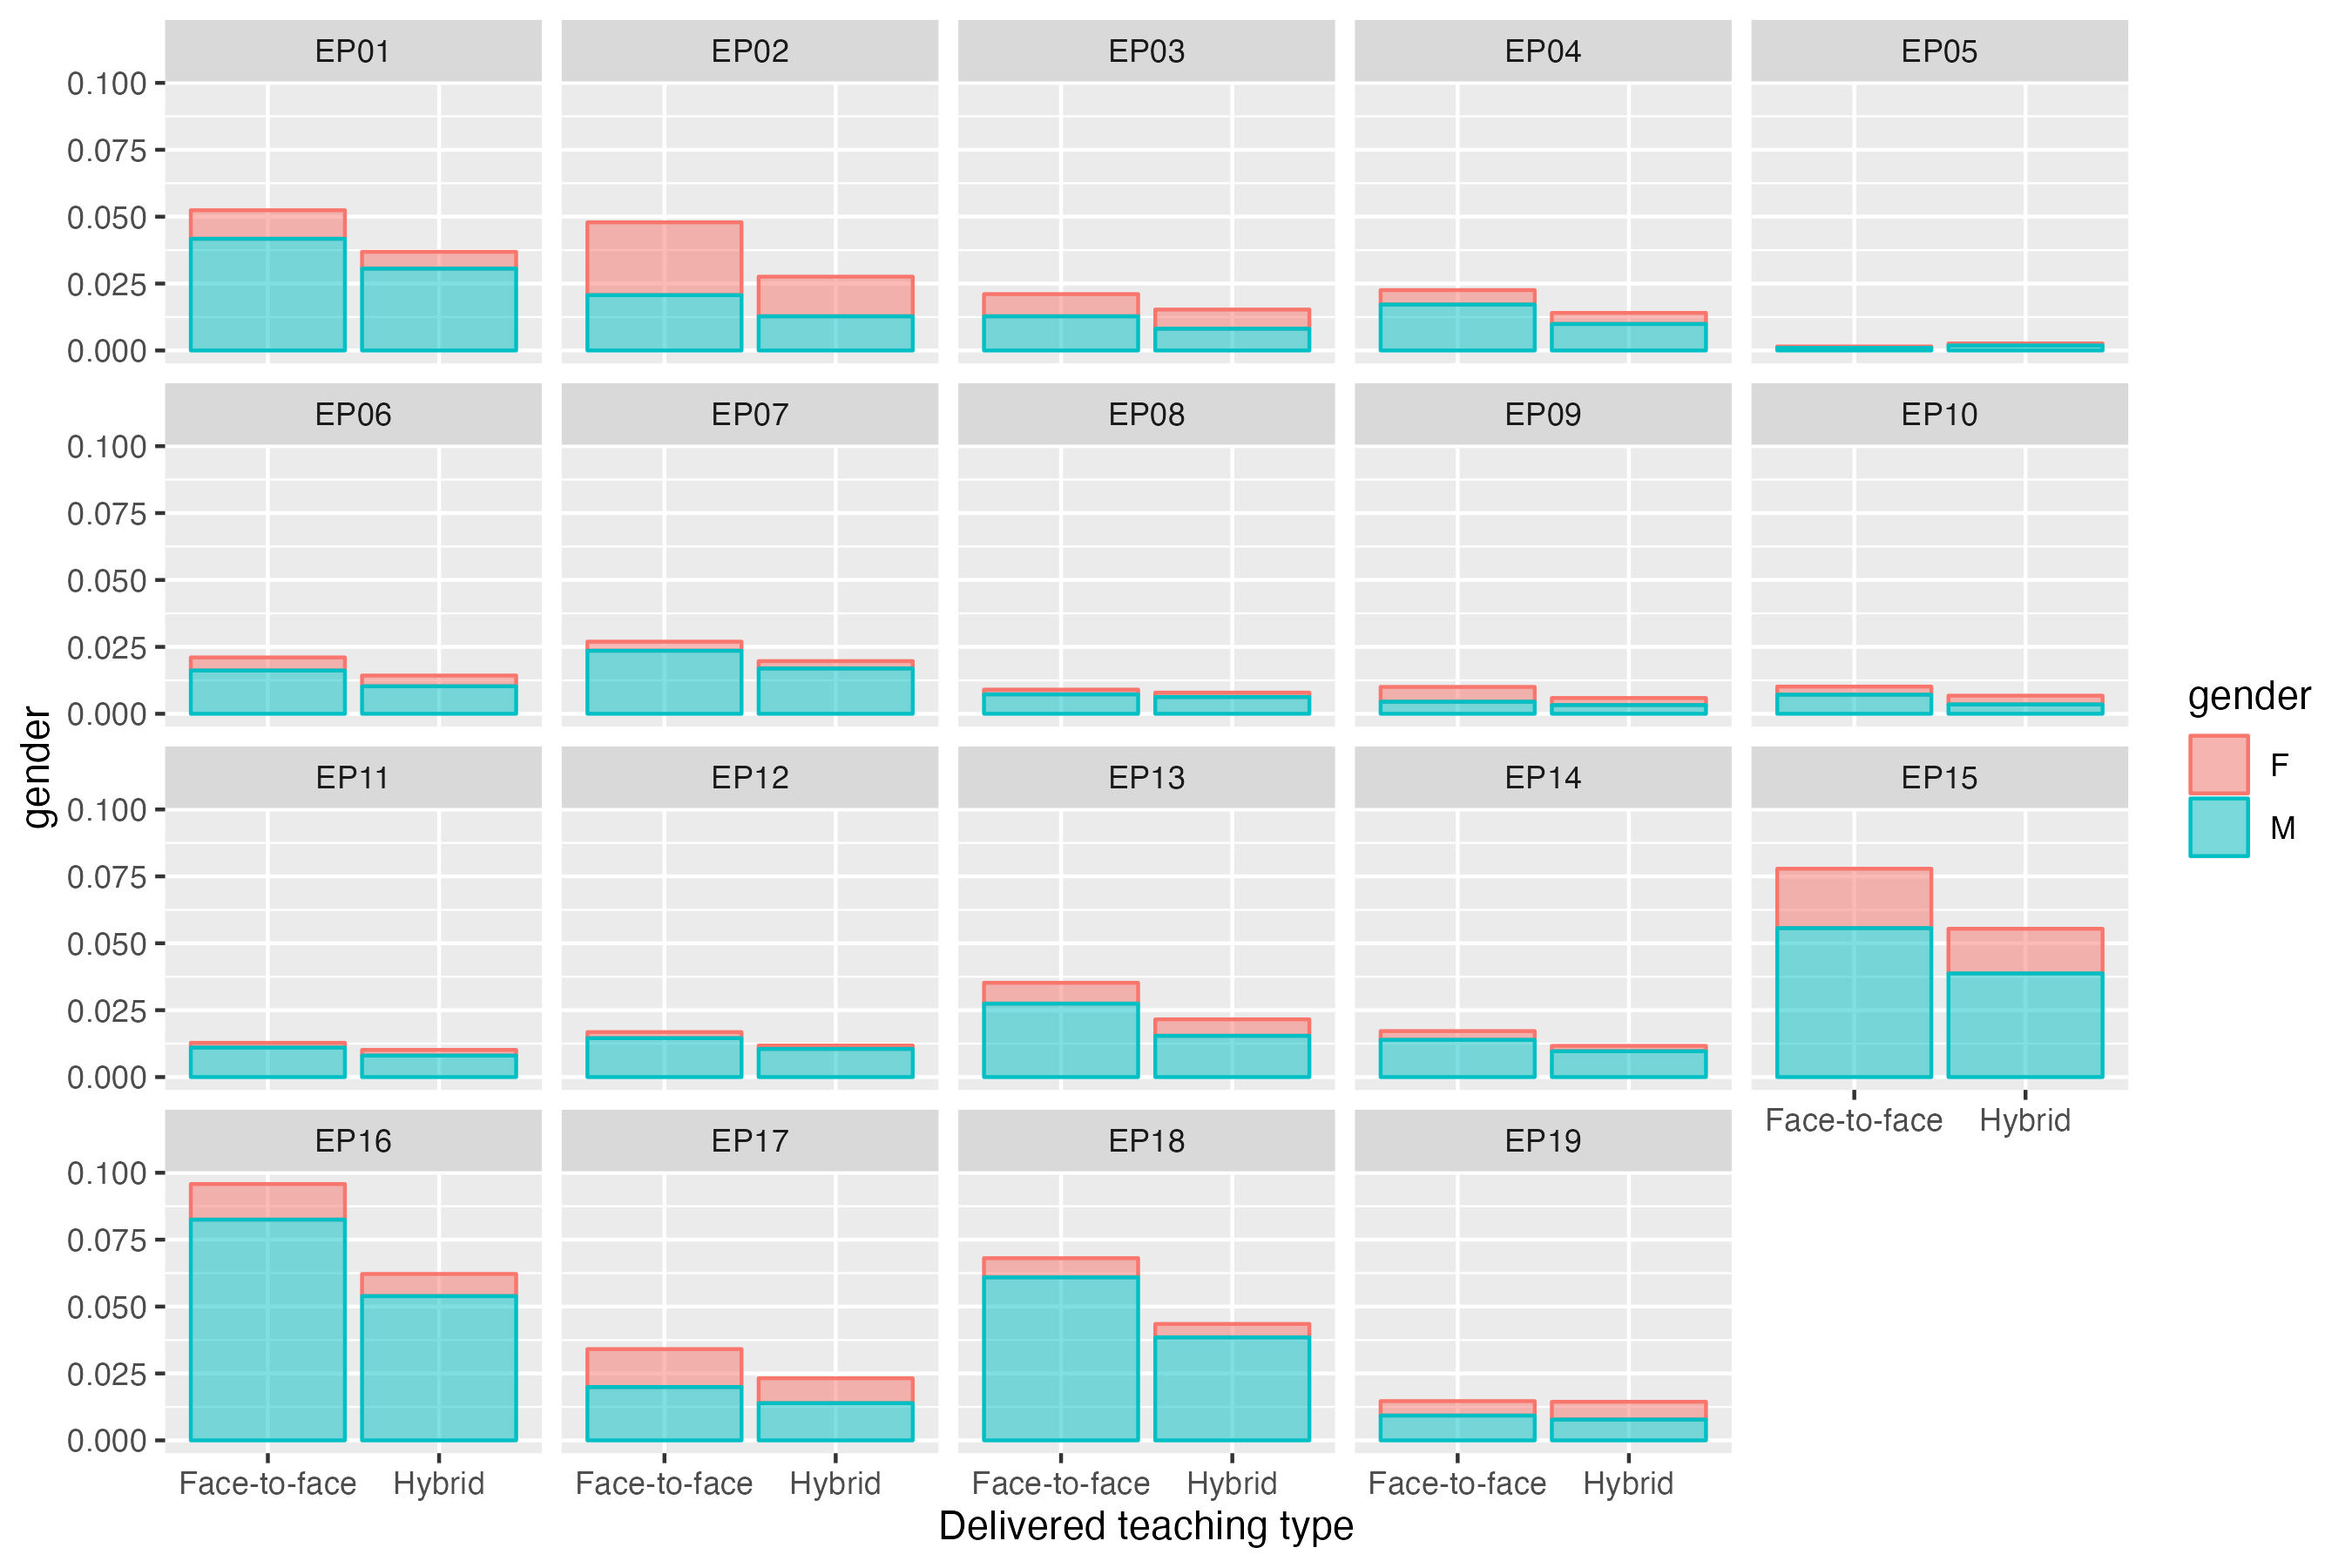 EP01 EP02 EP03 EP04 EP05
0.100
0.075
0.050
0.025
0.000
EP06 EP07 EP08 EP09 EP10
0.100
0.075
0.050
0.025
0.000
EP11 EP12 EP13 EP14 EP15
0.100
0.075
0.050
0.025
0.000
Face-to-face Hybrid
EP16 EP17 EP18 EP19
0.100
0.075
0.050
0.025
0.000
Face-to-face Hybrid Face-to-face Hybrid Face-to-face Hybrid Face-to-face Hybrid
Delivered teaching type
gender
gender
F
M